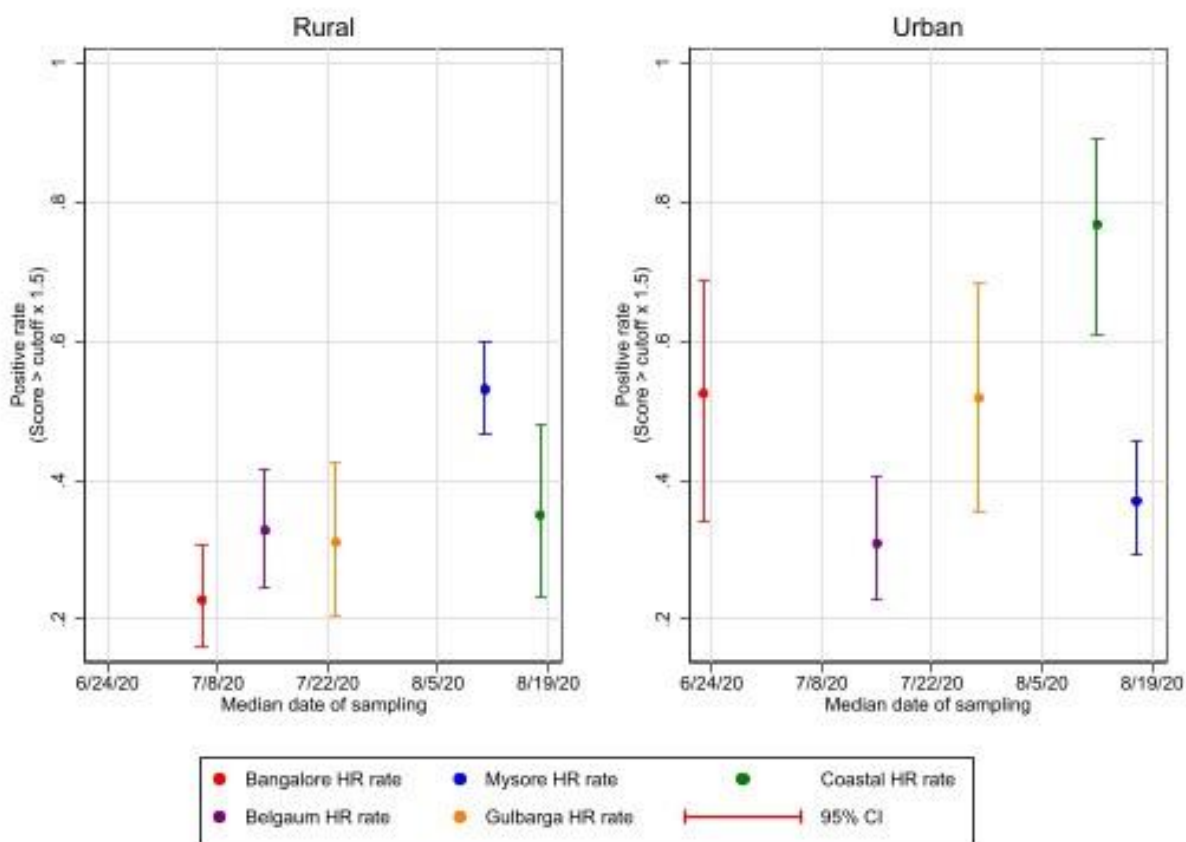 Rural
Urban
Positive rate
(Score > cutoff x 1.5)
1
.8
.6
.4
.2
6/24/20 7/8/20 7/22/20 8/5/20 8/19/20
Median date of sampling
Positive rate
(Score > cutoff x 1.5)
1
.8
.6
.4
.2
6/24/20 7/8/20 7/22/20 8/5/20 8/19/20
Median date of sampling
Bangalore HR rate Mysore HR rate Coastal HR rate
Belgaum HR rate Gulbarga HR rate 95% CI